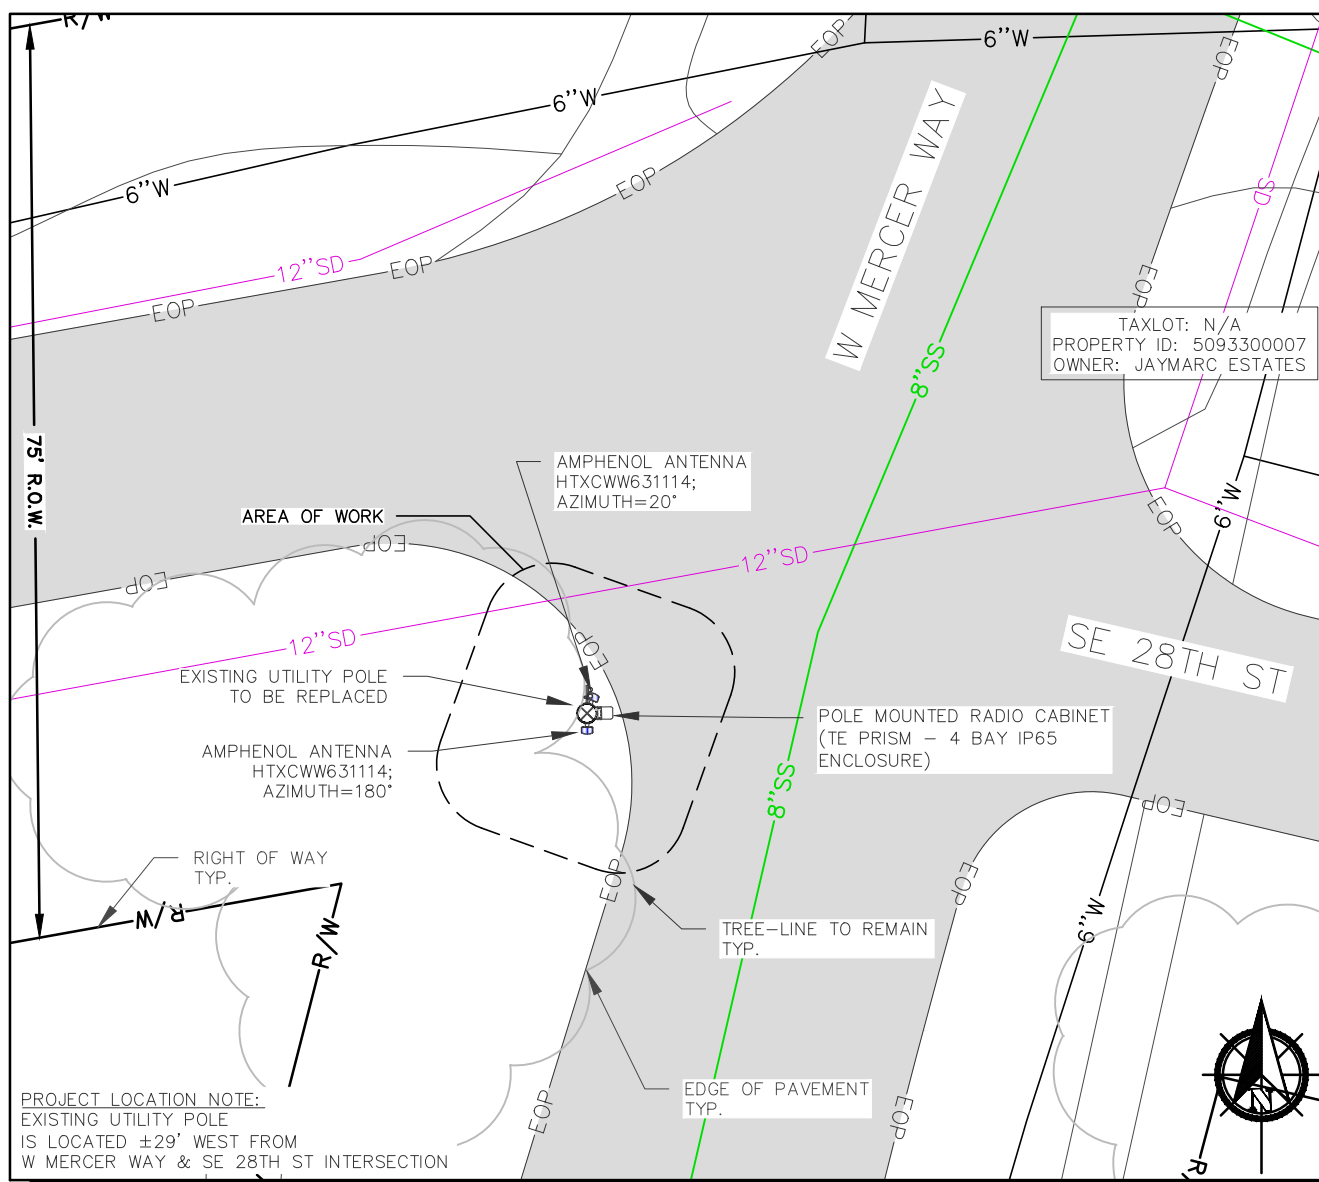 R/W
6"W
6"W
6"W
EOP
EOP
EOP
EOP
EOP
12"SD
W MERCER WAY
SD
EOP
TAXLOT: N/A
PROPERTY ID: 5093300007
OWNER: JAYMARC ESTATES
8"SS
75' R.O.W.
AMPHENOL ANTENNA
HTXCWW631114;
AZIMUTH=20°
AREA OF WORK
EOP
EOP
EOP
6"W
12"SD
12"SD
EOP
SE 28TH ST
EXISTING UTILITY POLE
TO BE REPLACED
POLE MOUNTED RADIO CABINET
(TE PRISM – 4 BAY IP65
ENCLOSURE)
AMPHENOL ANTENNA
HTXCWW631114;
AZIMUTH=180°
8"SS
EOP
RIGHT OF WAY
TYP.
EOP
EOP
R/W
R/W
6"W
TREE-LINE TO REMAIN
TYP.
EDGE OF PAVEMENT
TYP.
EOP
EOP
N
PROJECT LOCATION NOTE:
EXISTING UTILITY POLE
IS LOCATED ±29' WEST FROM
W MERCER WAY & SE 28TH ST INTERSECTION